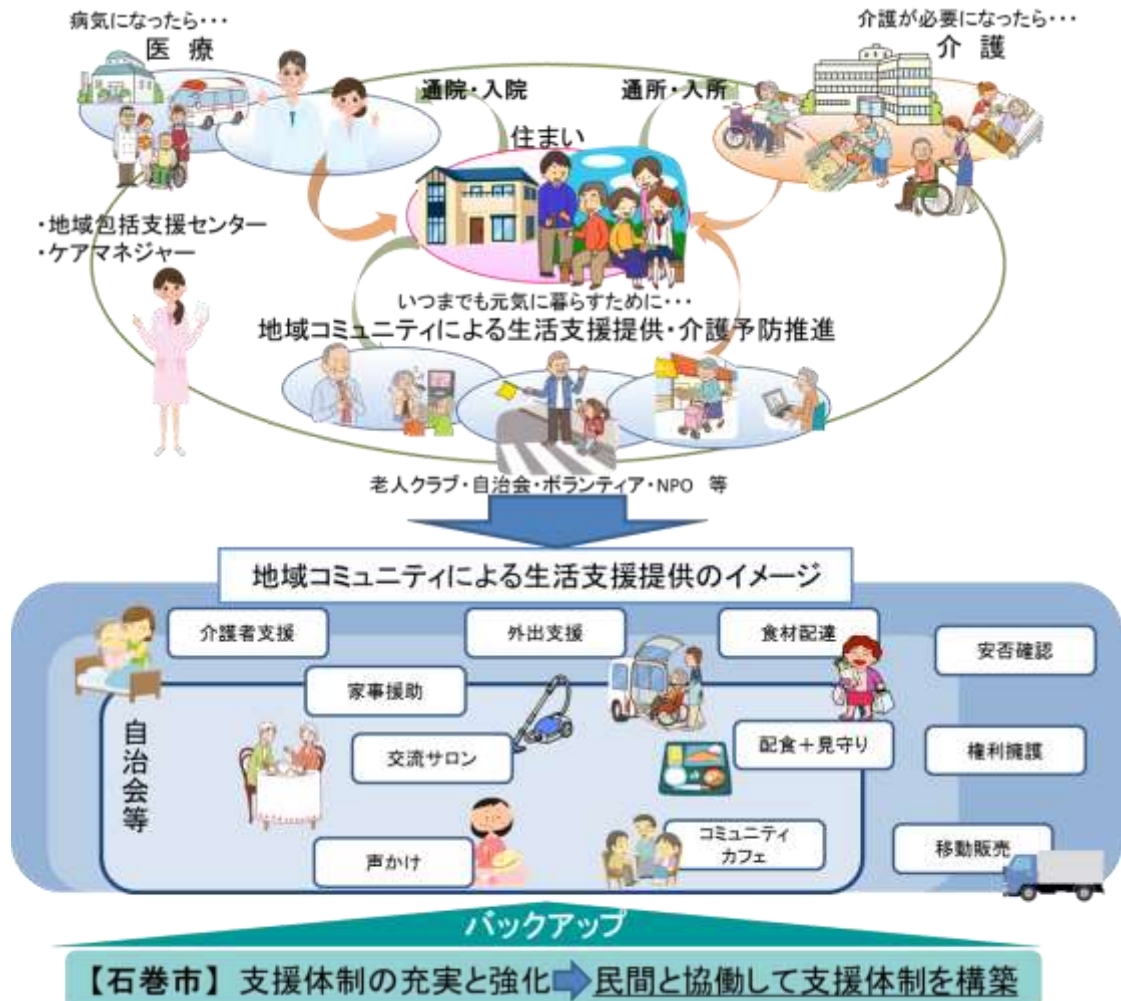 病気になったら･･･
医 療
介護が必要になったら･･･
介 護
通院・入院
通所・入所
住まい
・地域包括支援センター
・ケアマネジャー
いつまでも元気に暮らすために･･･
地域コミュニティによる生活支援提供・介護予防推進
老人クラブ・自治会・ボランティア・NPO 等
地域コミュニティによる生活支援提供のイメージ
介護者支援
外出支援
食材配達
安否確認
家事援助
自治会等
交流サロン
配食＋見守り
権利擁護
声かけ
コミュニティ
カフェ
移動販売
バックアップ
【石巻市】 支援体制の充実と強化 民間と協働して支援体制を構築